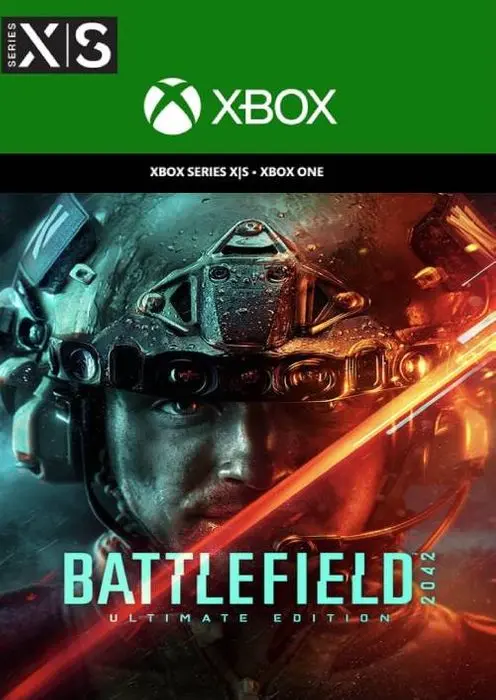 SERIES
X|S
XBOX
XBOX SERIES X|S • XBOX ONE
BATTLEFIELD
2042
ULTIMATE EDITION